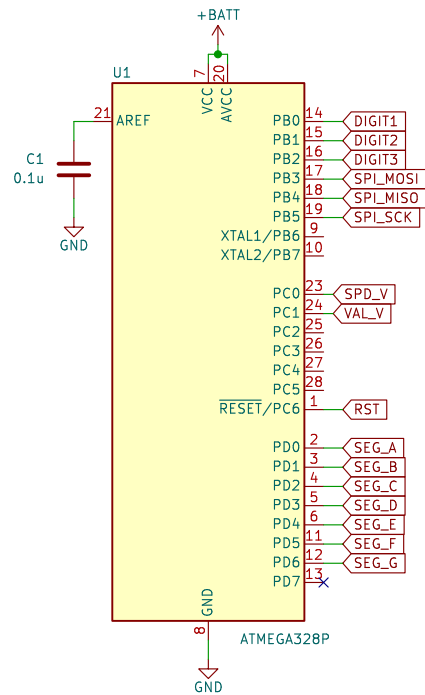 +BATT
U1
7
20
VCC
AVCC
21
AREF
C1
0.1u
GND
PB0 14 DIGIT1
PB1 15 DIGIT2
PB2 16 DIGIT3
PB3 17 SPI_MOSI
PB4 18 SPI_MISO
PB5 19 SPI_SCK
XTAL1/PB6 9
XTAL2/PB7 10
PC0 23 SPD_V
PC1 24 VAL_V
PC2 25
PC3 26
PC4 27
PC5 28
RESET/PC6 1 RST
PD0 2 SEG_A
PD1 3 SEG_B
PD2 4 SEG_C
PD3 5 SEG_D
PD4 6 SEG_E
PD5 11 SEG_F
PD6 12 SEG_G
PD7 13
GND
8
ATMEGA328P
GND